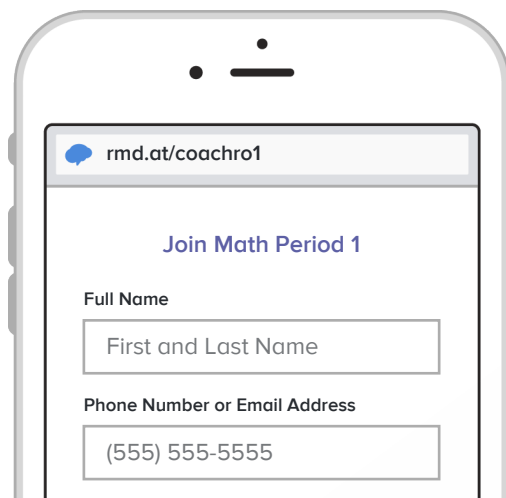 rmd.at/coachro1
Join Math Period 1
Full Name
First and Last Name
Phone Number or Email Address
(555) 555-5555